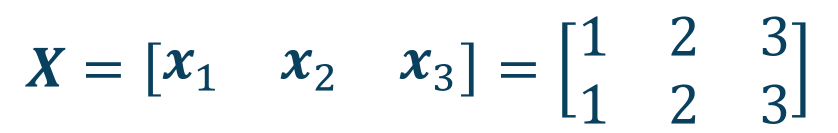 X = [x₁ x₂ x₃] = [1 2 3
1 2 3]